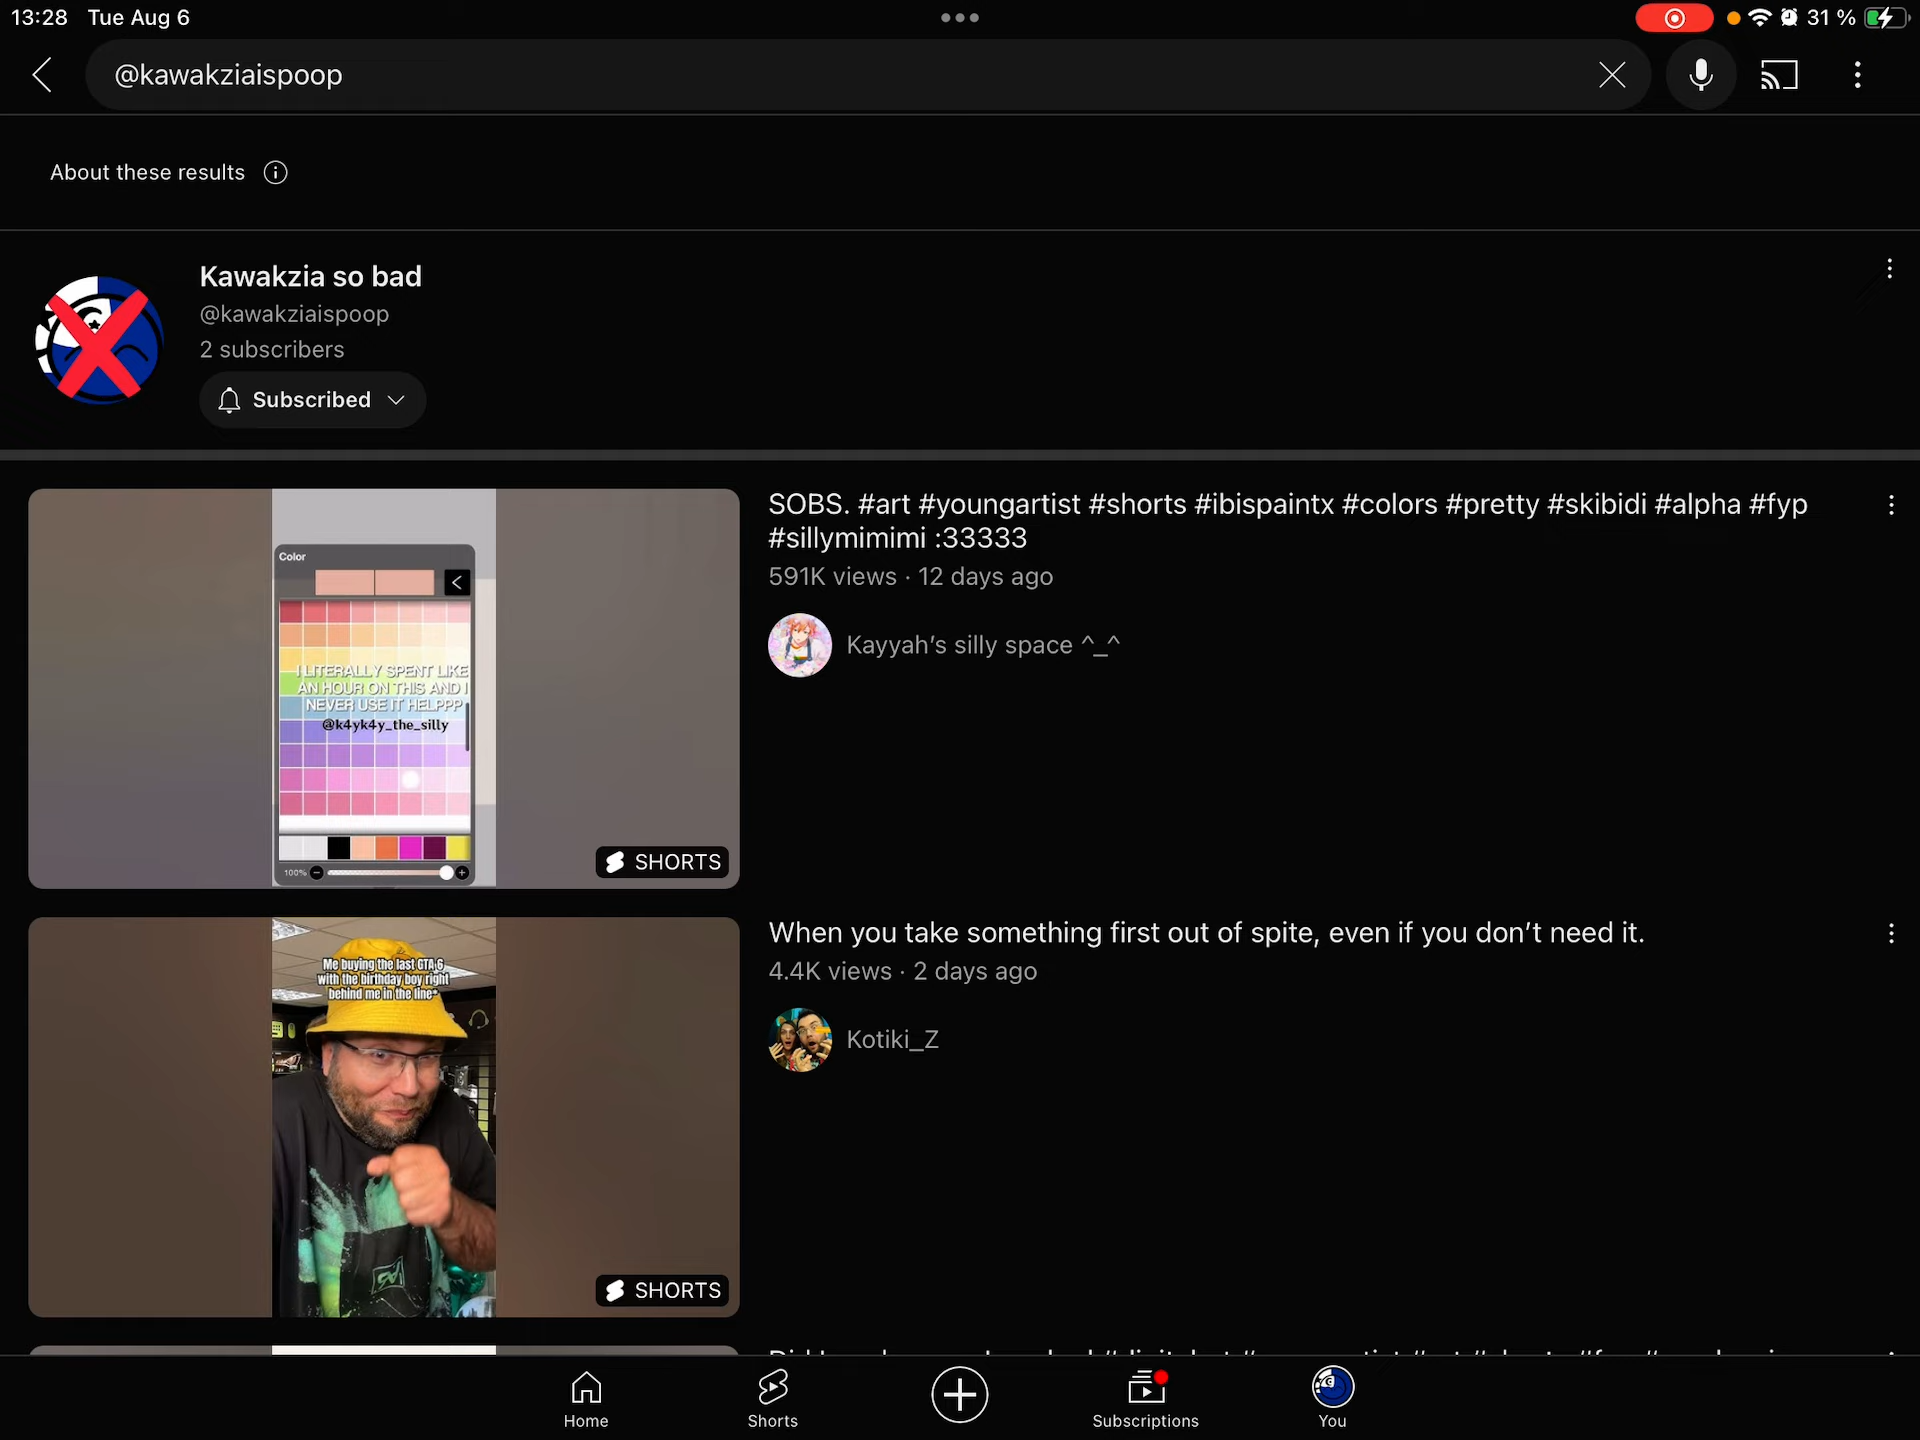 13:28 Tue Aug 6
31 %
@kawakziaispoop
About these results
Kawakzia so bad
@kawakziaispoop
2 subscribers
Subscribed
Color
I LITERALLY SPENT LIKE
AN HOUR ON THIS AND I
NEVER USE IT HELPPP
@k4yk4y_the_silly
100%
SHORTS
SOBS. #art #youngartist #shorts #ibispaintx #colors #pretty #skibidi #alpha #fyp
#sillymimimi :33333
591K views · 12 days ago
Kayyah’s silly space ^_^
Me buying the last GTA 6
with the birthday boy right
behind me in the line*
SHORTS
When you take something first out of spite, even if you don’t need it.
4.4K views · 2 days ago
Kotiki_Z
Home
Shorts
Subscriptions
You